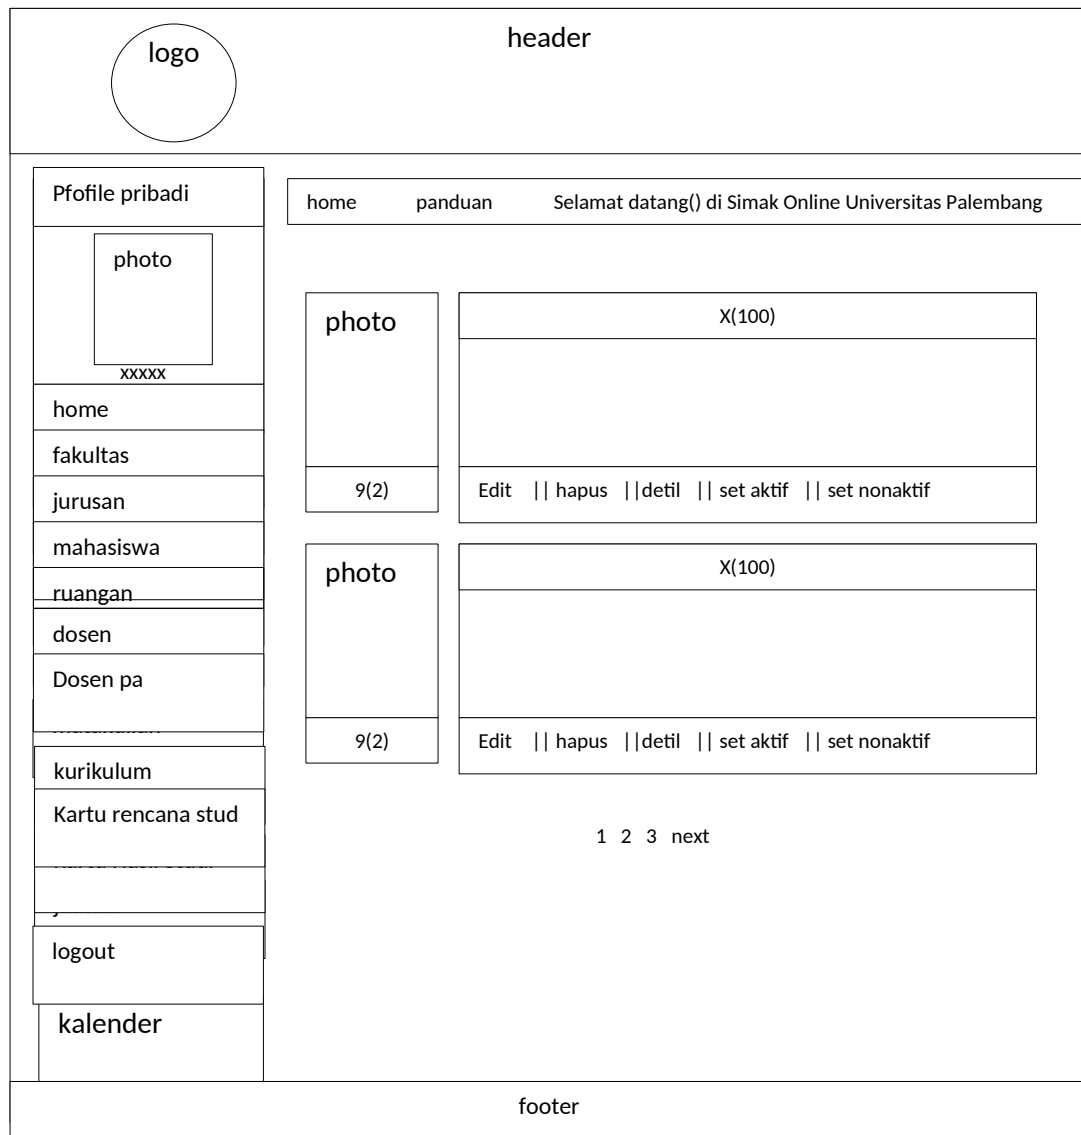 logo
header
Pfofile pribadi
photo
xxxxx
home
fakultas
jurusan
mahasiswa
ruangan
dosen
Dosen pa
kurikulum
Kartu rencana stud
logout
kalender
home panduan Selamat datang() di Simak Online Universitas Palembang
photo
X(100)
9(2)
Edit || hapus ||detil || set aktif || set nonaktif
photo
X(100)
9(2)
Edit || hapus ||detil || set aktif || set nonaktif
1 2 3 next
footer